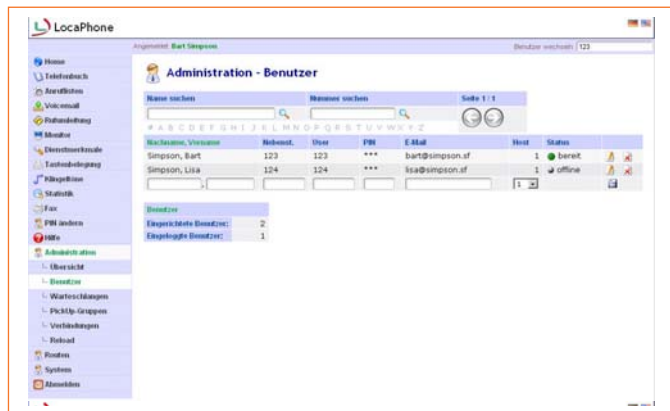 LocaPhone
Angemeldet: Bart Simpson
Benutzer wechseln: 123
Home
Telefonbuch
Anruflisten
Voicemail
Rufumleitung
Monitor
Dienstmerkmale
Tastenbelegung
Klingeltöne
Statistik
Fax
PIN ändern
Hilfe
Administration
Übersicht
Benutzer
Warteschlangen
PickUp-Gruppen
Verbindungen
Reload
Routen
System
Abmelden
Administration - Benutzer
Name suchen Nummer suchen Seite 1 / 1
# A B C D E F G H I J K L M N O P Q R S T U V W X Y Z
Nachname, Vorname Nebenst. User PIN E-Mail Host Status
Simpson, Bart 123 123 *** bart@simpson.sf 1 bereit
Simpson, Lisa 124 124 *** lisa@simpson.sf 1 offline
, 1
Benutzer
Eingerichtete Benutzer: 2
Eingeloggte Benutzer: 1